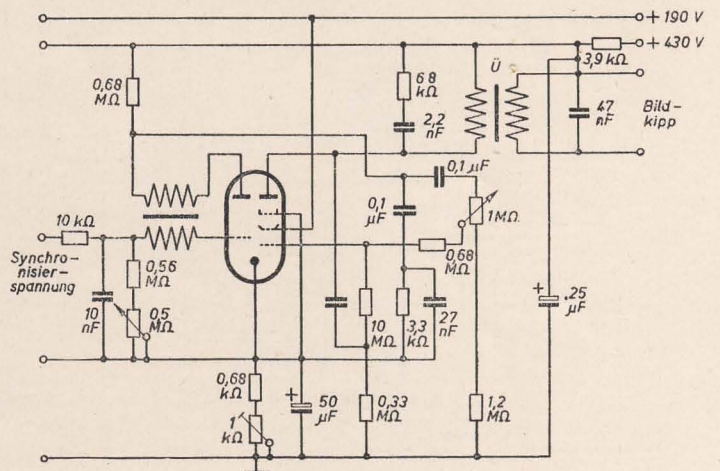 + 190 V
+ 430 V
3,9 kΩ
0,68
MΩ
68
kΩ
2,2
nF
Ü
47
nF
Bild-
kipp
0,1 µF
0,1
µF
1MΩ
10 kΩ
Synchro-
nisier-
spannung
0,56
MΩ
10
nF
0,5
MΩ
0,68
MΩ
10
MΩ
3,3
kΩ
27
nF
+
25
µF
0,68
kΩ
1
kΩ
+
50
µF
0,33
MΩ
1,2
MΩ